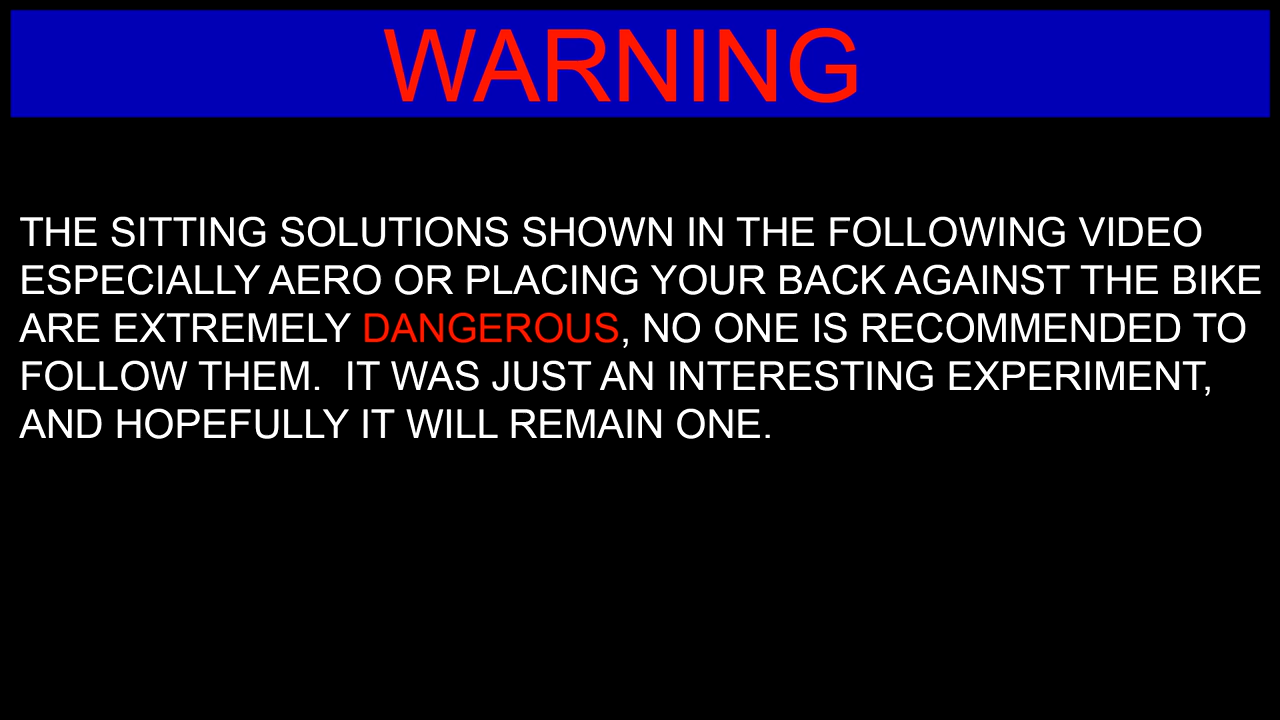 WARNING
THE SITTING SOLUTIONS SHOWN IN THE FOLLOWING VIDEO
ESPECIALLY AERO OR PLACING YOUR BACK AGAINST THE BIKE
ARE EXTREMELY DANGEROUS, NO ONE IS RECOMMENDED TO
FOLLOW THEM.  IT WAS JUST AN INTERESTING EXPERIMENT,
AND HOPEFULLY IT WILL REMAIN ONE.